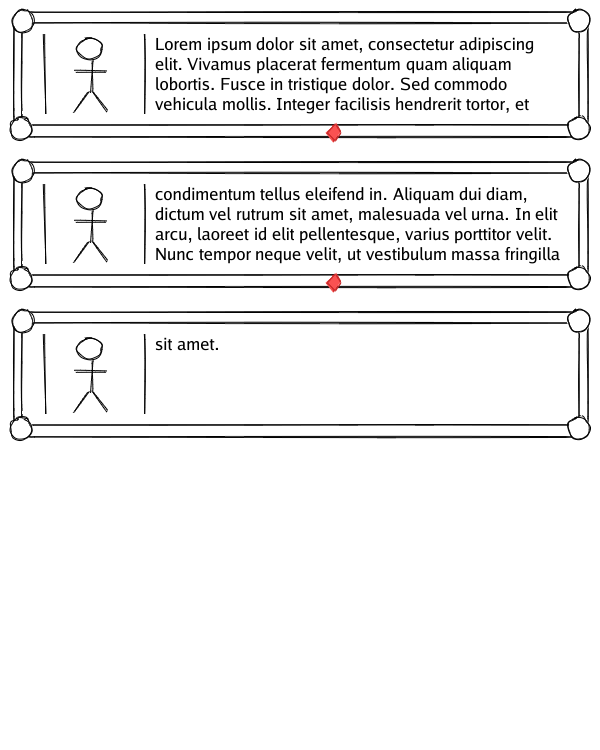 Lorem ipsum dolor sit amet, consectetur adipiscing
elit. Vivamus placerat fermentum quam aliquam
lobortis. Fusce in tristique dolor. Sed commodo
vehicula mollis. Integer facilisis hendrerit tortor, et
condimentum tellus eleifend in. Aliquam dui diam,
dictum vel rutrum sit amet, malesuada vel urna. In elit
arcu, laoreet id elit pellentesque, varius porttitor velit.
Nunc tempor neque velit, ut vestibulum massa fringilla
sit amet.